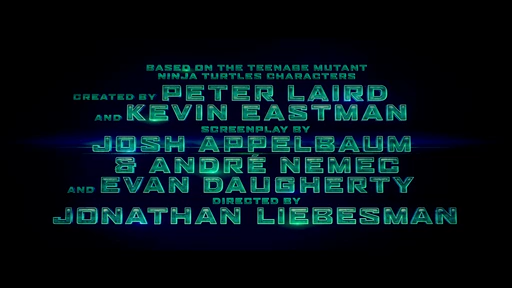 BASED ON THE TEENAGE MUTANT
NINJA TURTLES CHARACTERS
CREATED BY PETER LAIRD
AND KEVIN EASTMAN
SCREENPLAY BY
JOSH APPELBAUM
& ANDRÉ NEMEC
AND EVAN DAUGHERTY
DIRECTED BY
JONATHAN LIEBESMAN